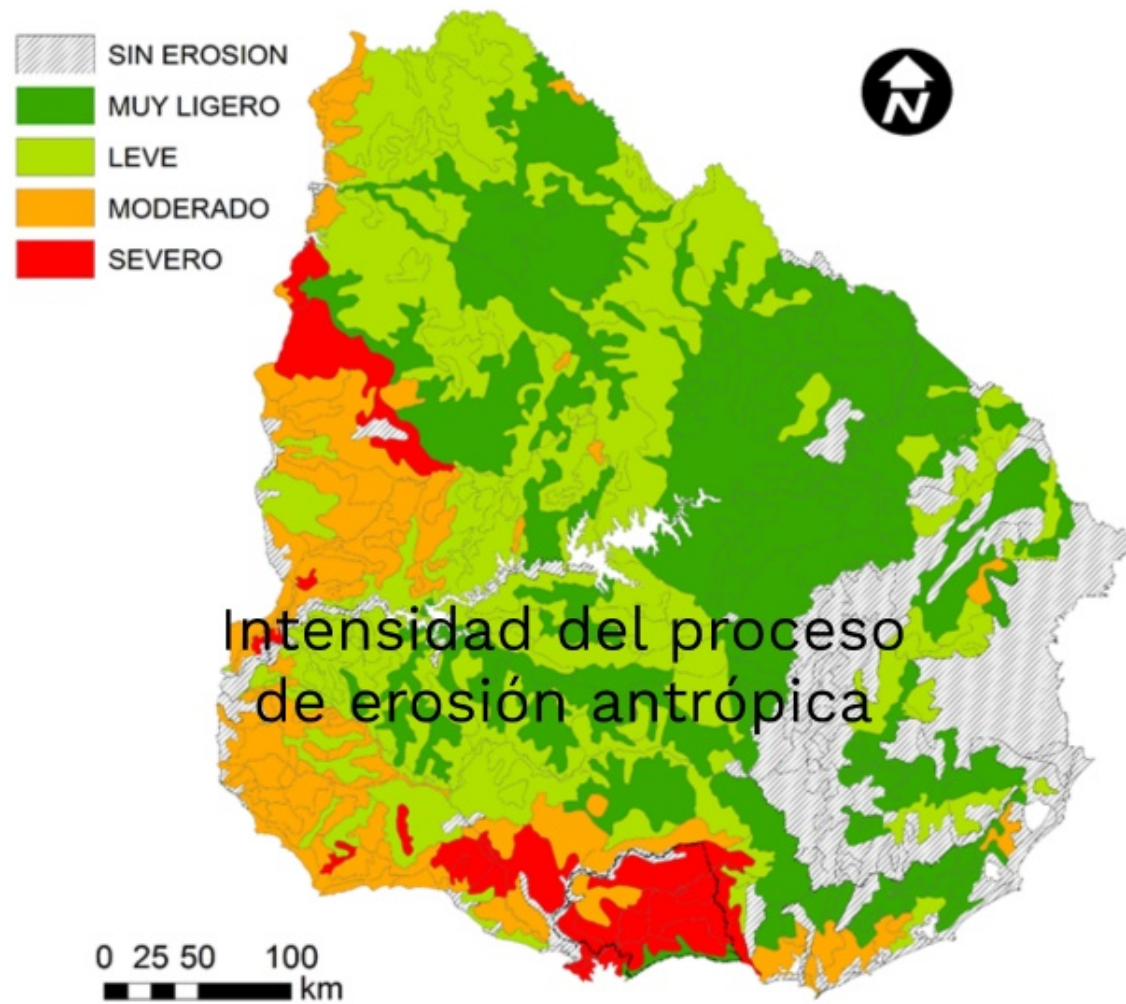 SIN EROSION
MUY LIGERO
LEVE
MODERADO
SEVERO
N
Intensidad del proceso
de erosión antrópica
0 25 50 100
km